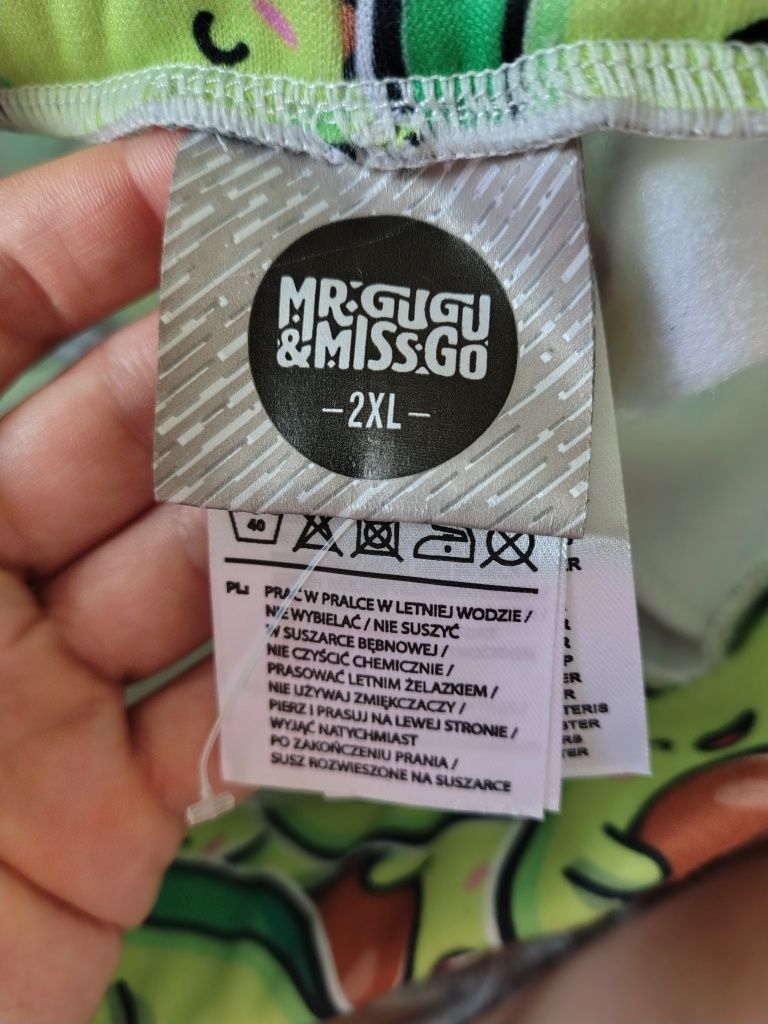 MR.GUGU
&MISS.GO
-2XL-
40
PL: PRAĆ W PRALCE W LETNIEJ WODZIE /
NIE WYBIELAĆ / NIE SUSZYĆ
W SUSZARCE BĘBNOWEJ /
NIE CZYŚCIĆ CHEMICZNIE /
PRASOWAĆ LETNIM ŻELAZKIEM /
NIE UŻYWAJ ZMIĘKCZACZY /
PIERZ I PRASUJ NA LEWEJ STRONIE /
WYJĄĆ NATYCHMIAST
PO ZAKOŃCZENIU PRANIA /
SUSZ ROZWIESZONE NA SUSZARCE